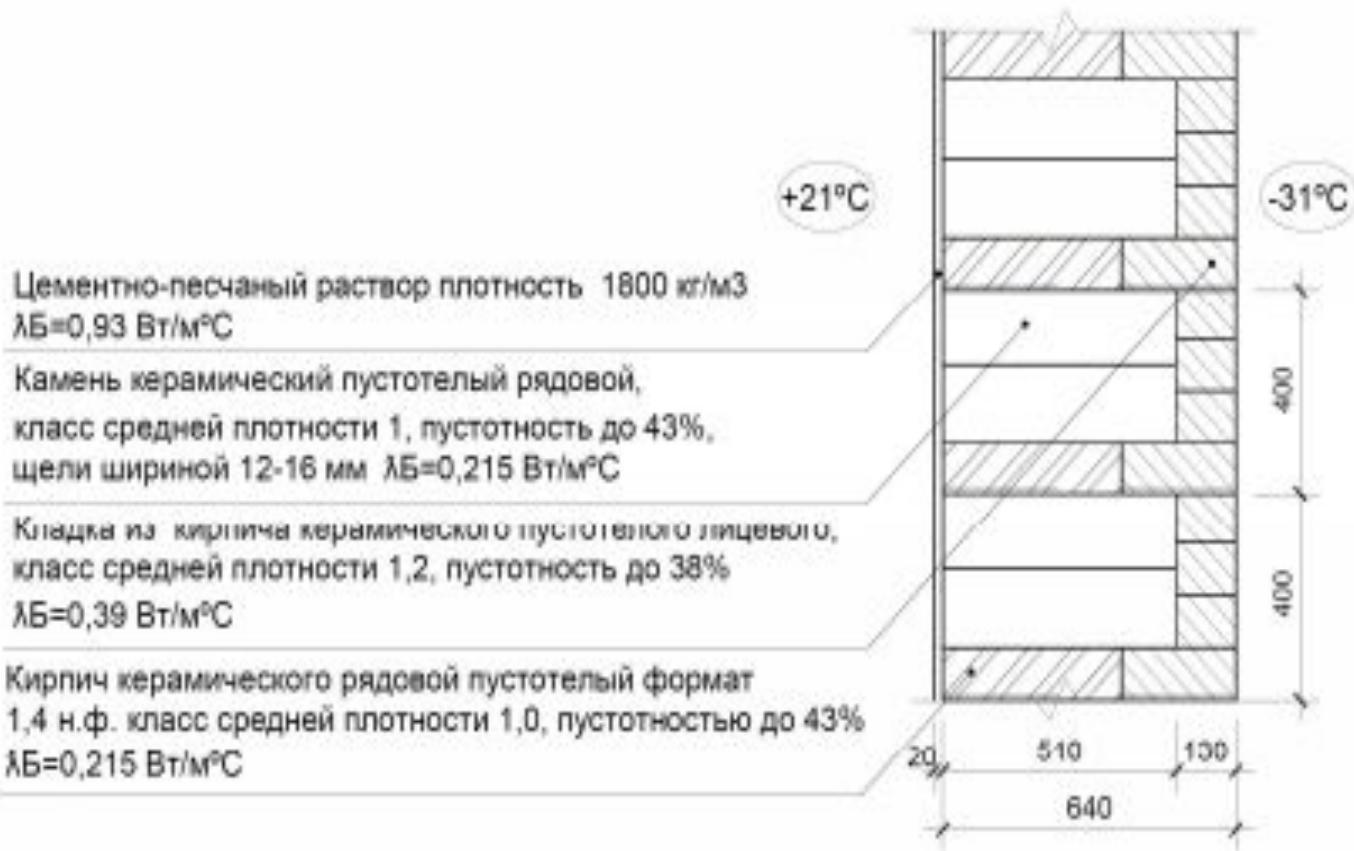 +21°C
-31°C
Цементно-песчаный раствор плотность 1800 кг/м3
λБ=0,93 Вт/м°С
Камень керамический пустотелый рядовой,
класс средней плотности 1, пустотность до 43%,
щели шириной 12-16 мм λБ=0,215 Вт/м°С
Кладка из кирпича керамического пустотелого лицевого,
класс средней плотности 1,2, пустотность до 38%
λБ=0,39 Вт/м°С
Кирпич керамического рядовой пустотелый формат
1,4 н.ф. класс средней плотности 1,0, пустотностью до 43%
λБ=0,215 Вт/м°С
400
400
20
510
130
640